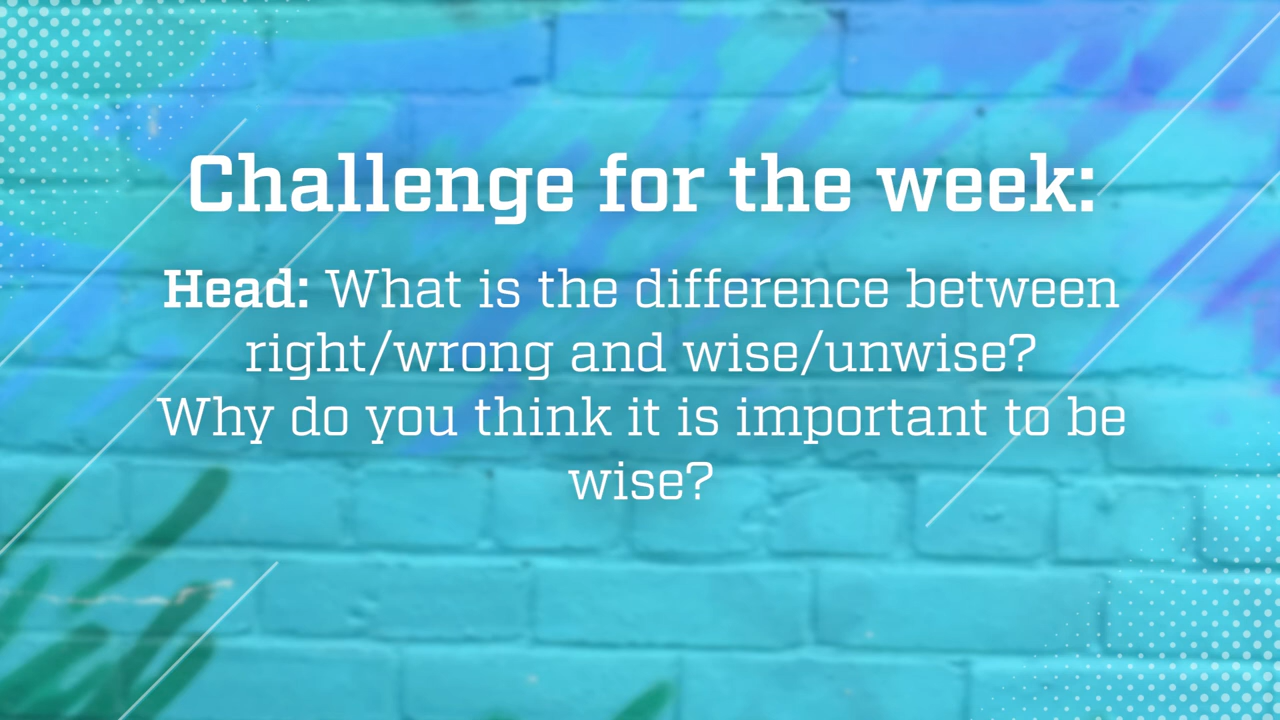 Challenge for the week:
Head: What is the difference between
right/wrong and wise/unwise?
Why do you think it is important to be
wise?